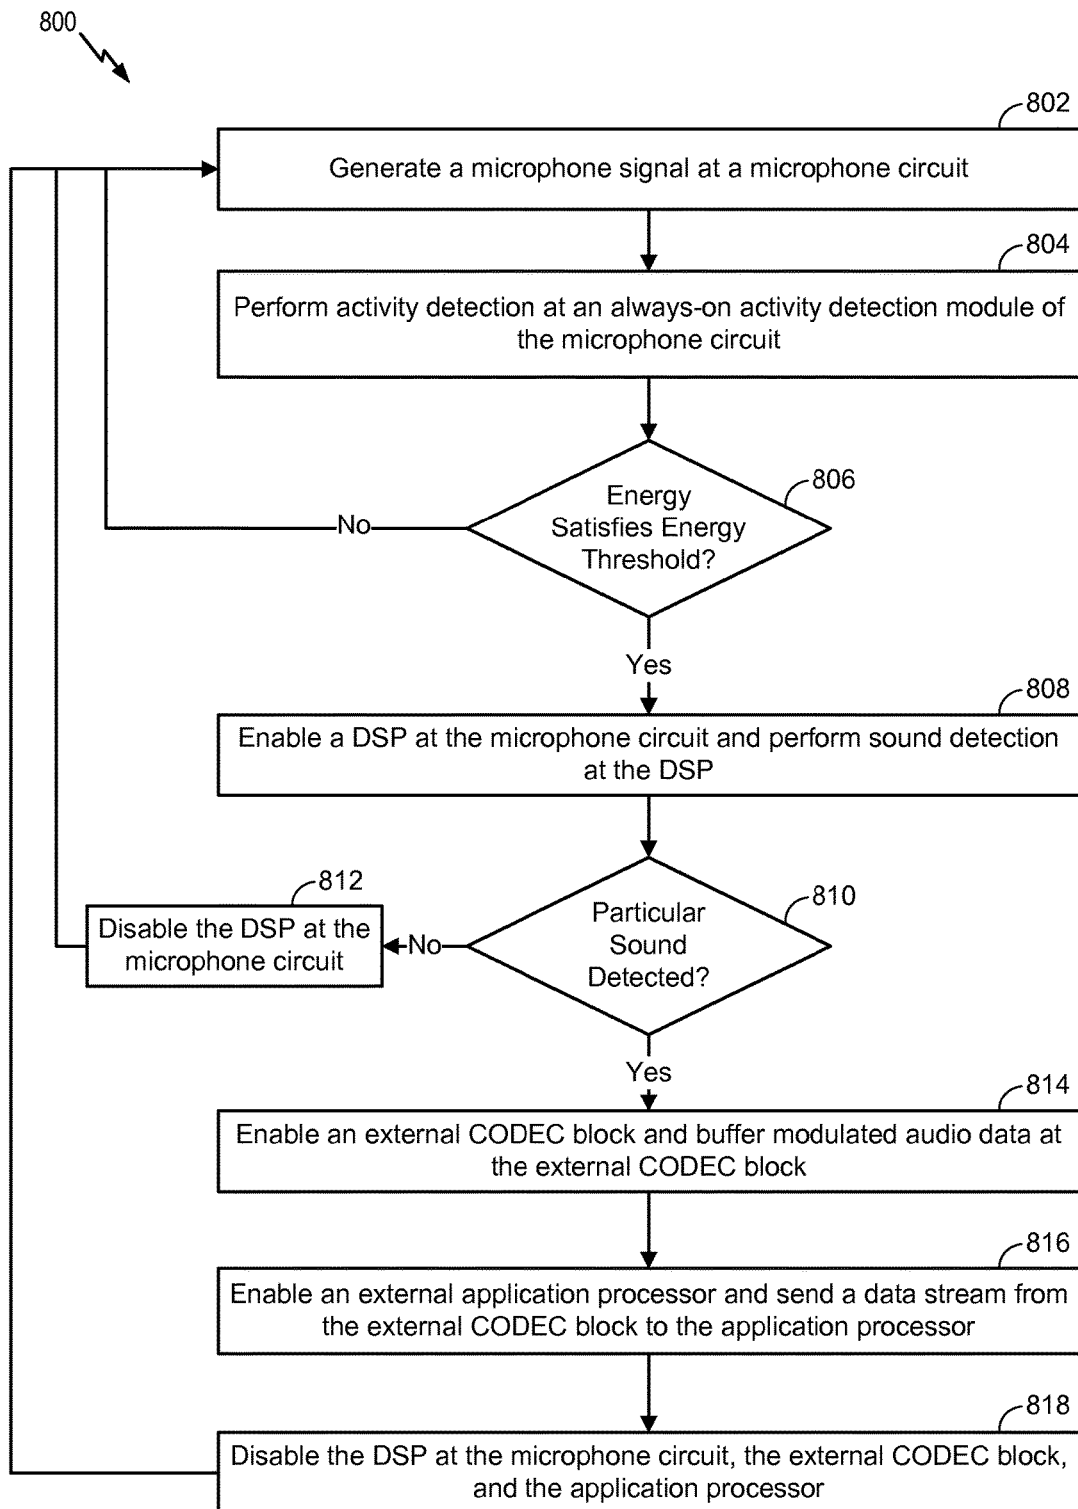 800
802
Generate a microphone signal at a microphone circuit
804
Perform activity detection at an always-on activity detection module of
the microphone circuit
806
Energy
Satisfies Energy
Threshold?
No
Yes
808
Enable a DSP at the microphone circuit and perform sound detection
at the DSP
810
Particular
Sound
Detected?
No
812
Disable the DSP at the
microphone circuit
Yes
814
Enable an external CODEC block and buffer modulated audio data at
the external CODEC block
816
Enable an external application processor and send a data stream from
the external CODEC block to the application processor
818
Disable the DSP at the microphone circuit, the external CODEC block,
and the application processor